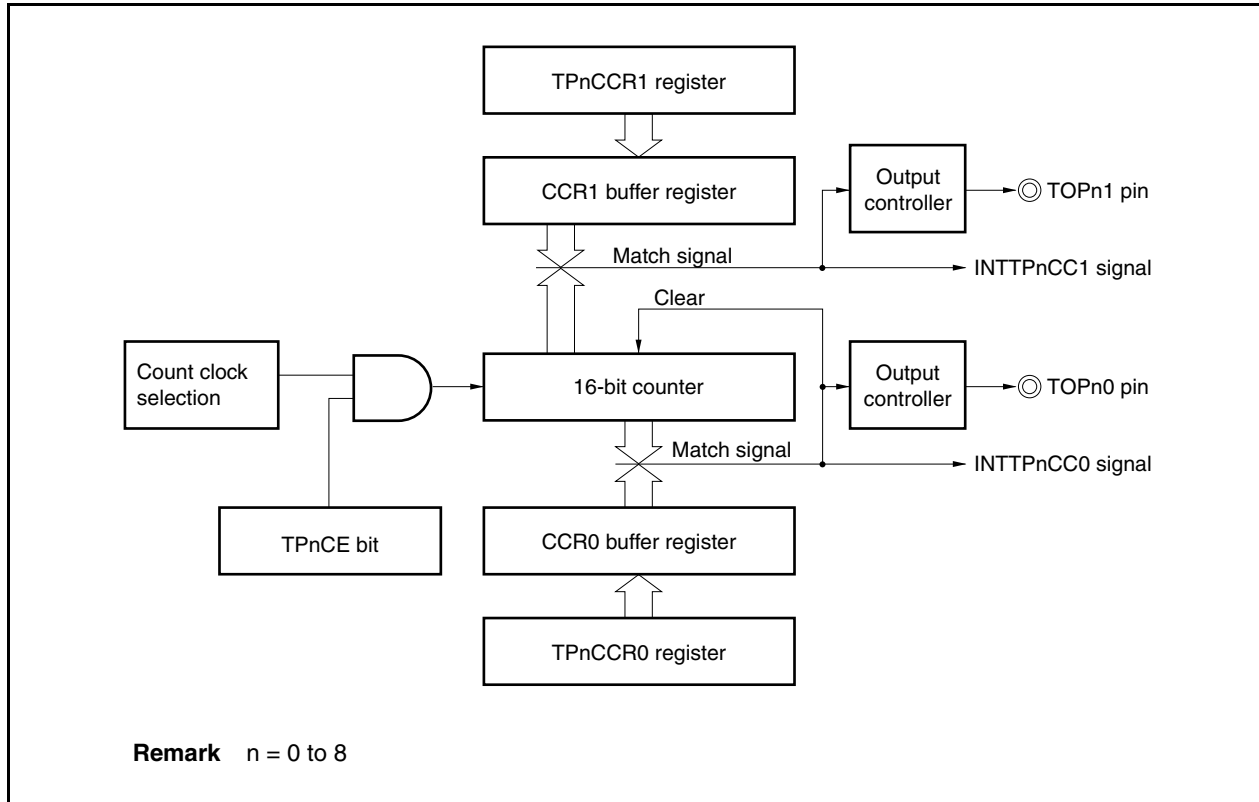 TPnCCR1 register
CCR1 buffer register
Output
controller
TOPn1 pin
Match signal
INTTPnCC1 signal
Clear
Count clock
selection
16-bit counter
Output
controller
TOPn0 pin
Match signal
INTTPnCC0 signal
TPnCE bit
CCR0 buffer register
TPnCCR0 register
Remark n = 0 to 8